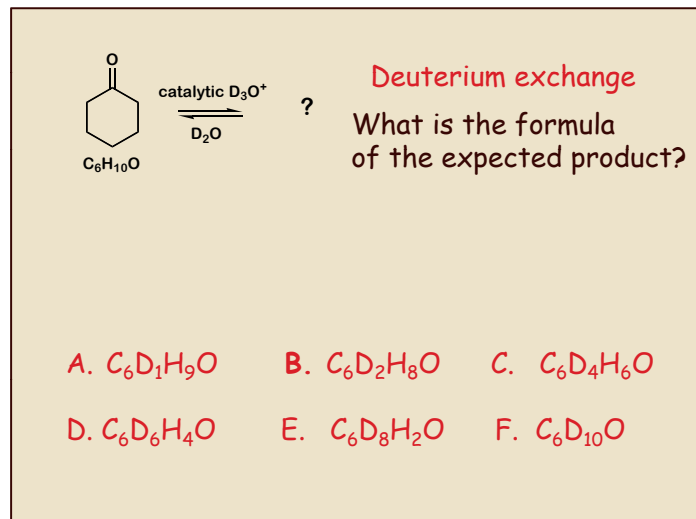 O
catalytic D₃O⁺
D₂O
?
C₆H₁₀O
Deuterium exchange
What is the formula
of the expected product?
A. C₆D₁H₉O B. C₆D₂H₈O C. C₆D₄H₆O
D. C₆D₆H₄O E. C₆D₈H₂O F. C₆D₁₀O